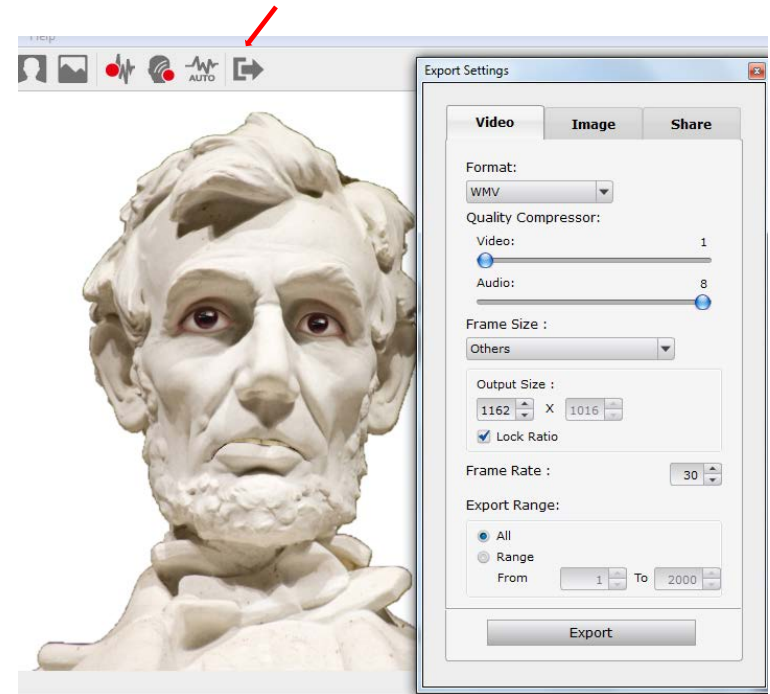 Help
AUTO
Export Settings
Video Image Share
Format:
WMV
Quality Compressor:
Video: 1
Audio: 8
Frame Size :
Others
Output Size :
1162 X 1016
Lock Ratio
Frame Rate : 30
Export Range:
All
Range
From 1 To 2000
Export